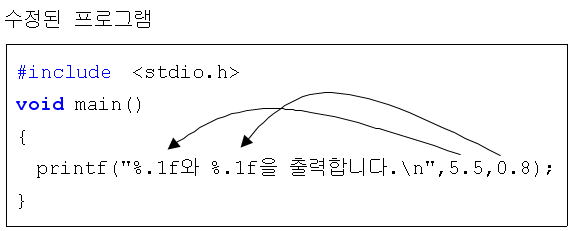 수정된 프로그램
#include <stdio.h>
void main()
{
printf("%.1f와 %.1f을 출력합니다.\n",5.5,0.8);
}